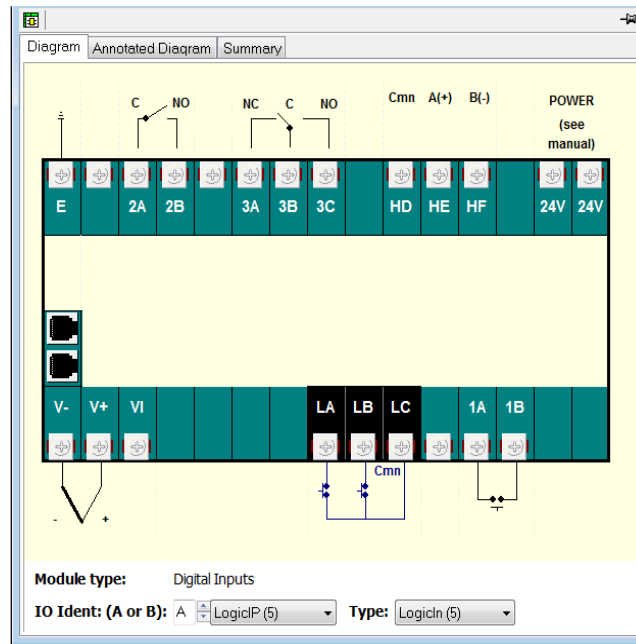 Diagram Annotated Diagram Summary
C NO NC C NO Cmn A(+) B(-) POWER
(see
manual)
E 2A 2B 3A 3B 3C HD HE HF 24V 24V
V- V+ VI LA LB LC 1A 1B
Cmn
- +
Module type: Digital Inputs
IO Ident: (A or B): A LogicIP (5) Type: LogicIn (5)